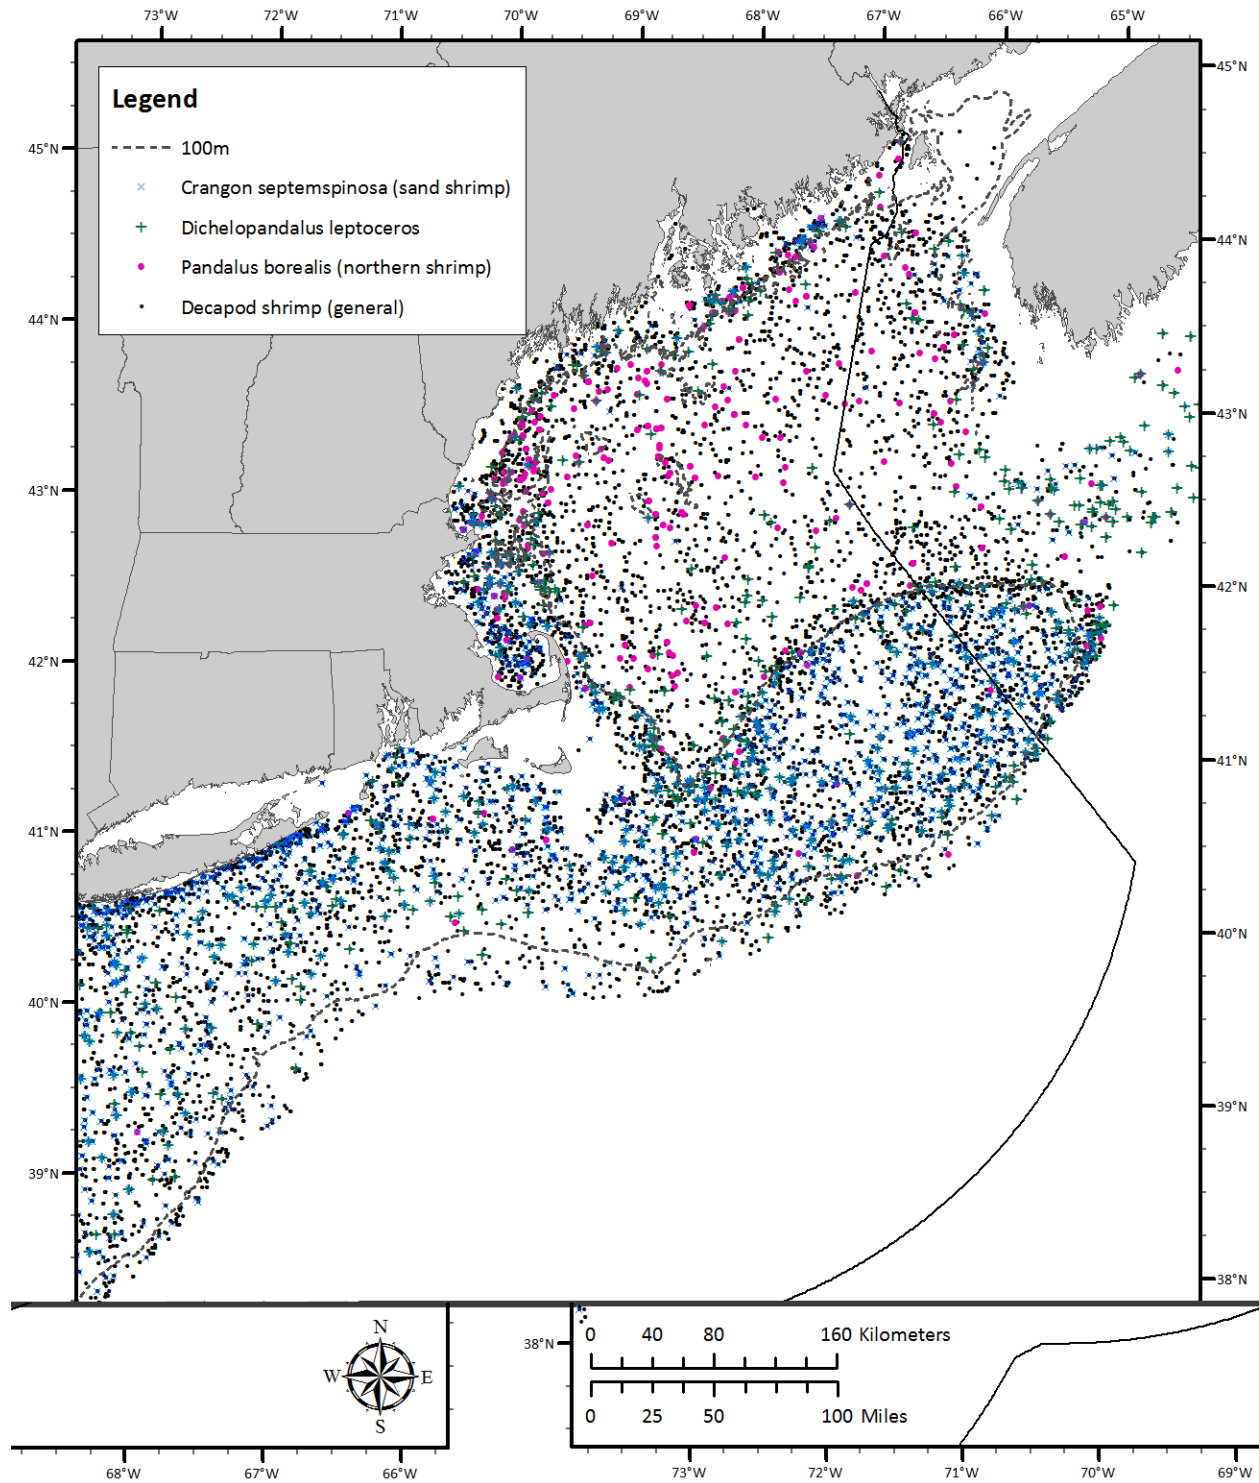 73°W 72°W 71°W 70°W 69°W 68°W 67°W 66°W 65°W
Legend
100m
Crangon septemspinosa (sand shrimp)
Dichelopandalus leptoceros
Pandalus borealis (northern shrimp)
Decapod shrimp (general)
45°N
45°N
44°N
44°N
43°N
43°N
42°N
42°N
41°N
41°N
40°N
40°N
39°N
39°N
38°N
N
W E
S
38°N
0 40 80 160 Kilometers
0 25 50 100 Miles
68°W 67°W 66°W 73°W 72°W 71°W 70°W 69°W